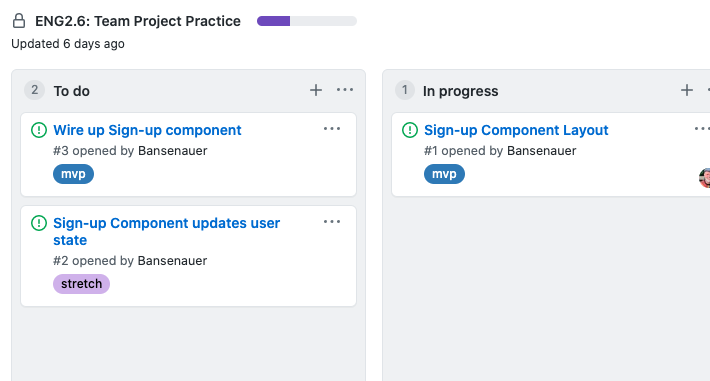 ENG2.6: Team Project Practice
Updated 6 days ago
2 To do
Wire up Sign-up component
#3 opened by Bansenauer
mvp
Sign-up Component updates user
state
#2 opened by Bansenauer
stretch
1 In progress
Sign-up Component Layout
#1 opened by Bansenauer
mvp